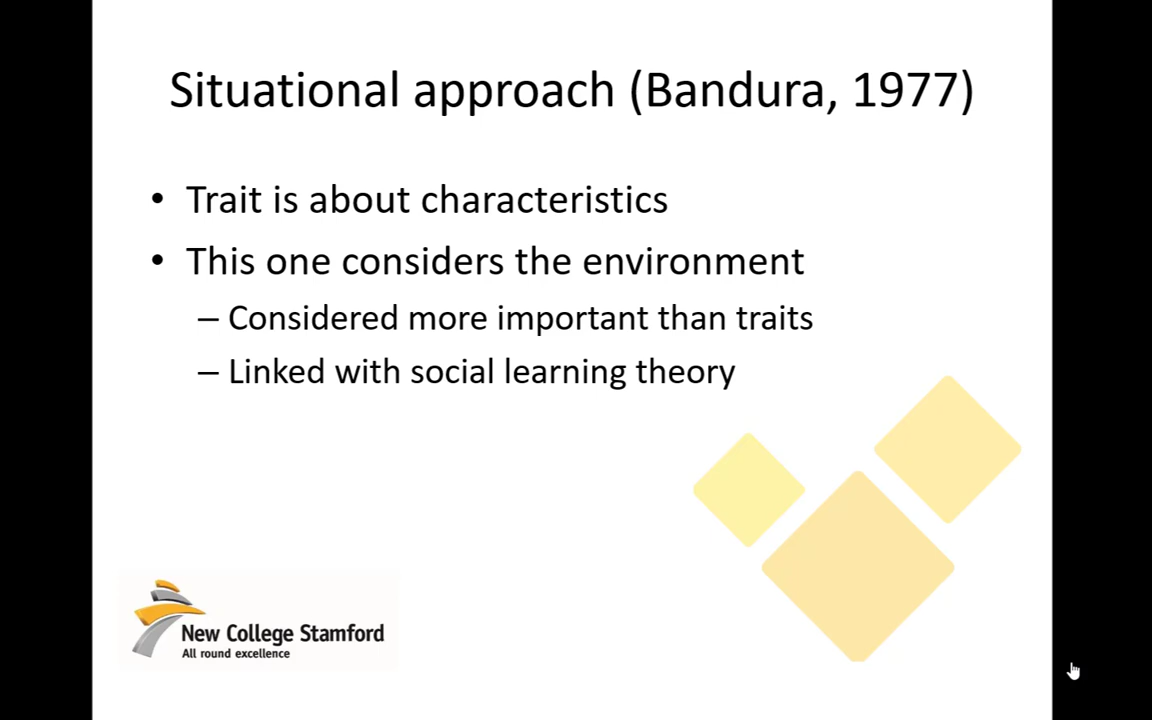 Situational approach (Bandura, 1977)
• Trait is about characteristics
• This one considers the environment
– Considered more important than traits
– Linked with social learning theory
New College Stamford
All round excellence